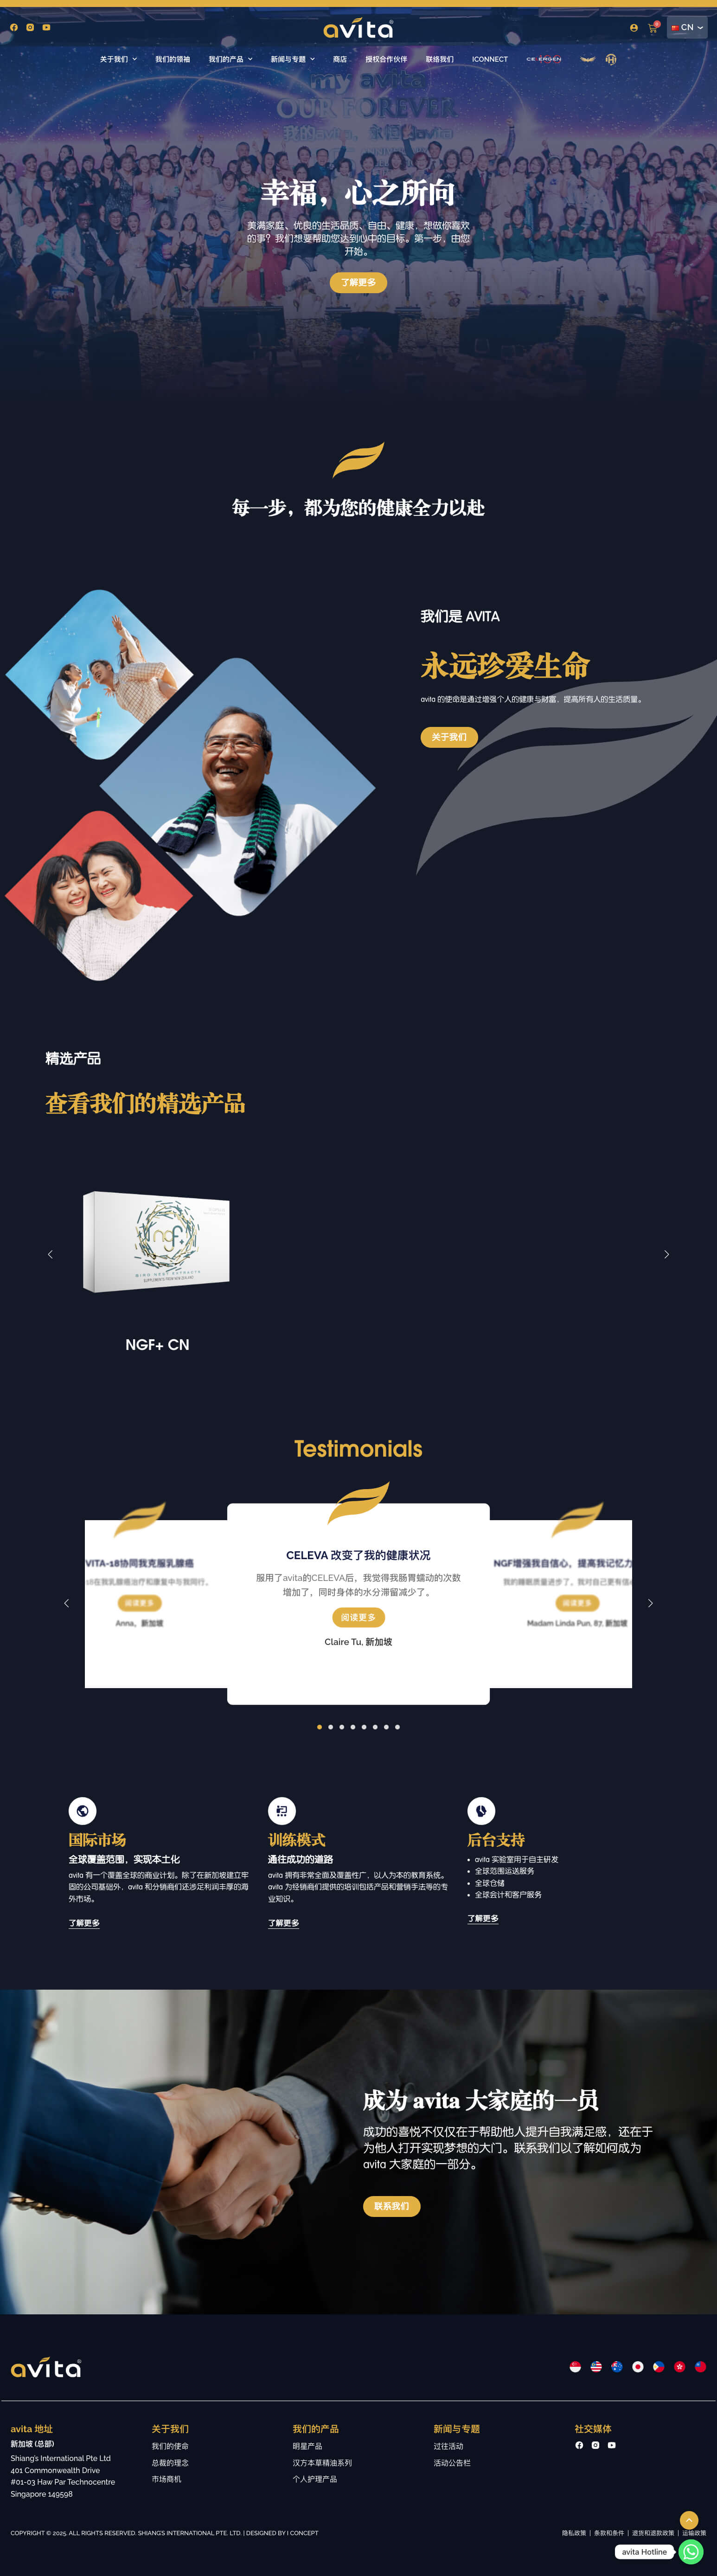 avita
0
CN
关于我们
我们的领袖
我们的产品
新闻与专题
商店
授权合作伙伴
联络我们
ICONNECT
my avita
OUR FOREVER
幸福，心之所向
美满家庭、优良的生活品质、自由、健康，想做你喜欢
的事？我们想要帮助您达到心中的目标。第一步，由您
开始。
了解更多
每一步，都为您的健康全力以赴
我们是 AVITA
永远珍爱生命
avita 的使命是通过增强个人的健康与财富，提高所有人的生活质量。
关于我们
精选产品
查看我们的精选产品
ngf+
NGF+ CN
Testimonials
VITA-18协同我克服乳腺癌
18在我乳腺癌治疗和康复中与我同行，
阅读更多
Anna，新加坡
CELEVA 改变了我的健康状况
服用了avita的CELEVA后，我觉得我肠胃蠕动的次数
增加了，同时身体的水分滞留减少了。
阅读更多
Claire Tu, 新加坡
NGF增强我自信心，提高我记忆力
我的睡眠质量进步了，我对自己更有信
阅读更多
Madam Linda Pun, 87, 新加坡
国际市场
全球覆盖范围，实现本土化
avita 有一个覆盖全球的商业计划。除了在新加坡建立牢
固的公司基础外，avita 和分销商们还涉足利润丰厚的海
外市场。
了解更多
训练模式
通往成功的道路
avita 拥有非常全面及覆盖性广，以人为本的教育系统。
avita 为经销商们提供的培训包括产品和营销手法等的专
业知识。
了解更多
后台支持
avita 实验室用于自主研发
全球范围运送服务
全球仓储
全球会计和客户服务
了解更多
成为 avita 大家庭的一员
成功的喜悦不仅仅在于帮助他人提升自我满足感，还在于
为他人打开实现梦想的大门。联系我们以了解如何成为
avita 大家庭的一部分。
联系我们
avita
avita 地址
新加坡 (总部)
Shiang's International Pte Ltd
401 Commonwealth Drive
#01-03 Haw Par Technocentre
Singapore 149598
关于我们
我们的使命
总裁的理念
市场商机
我们的产品
明星产品
汉方本草精油系列
个人护理产品
新闻与专题
过往活动
活动公告栏
社交媒体
COPYRIGHT © 2025. ALL RIGHTS RESERVED. SHIANG'S INTERNATIONAL PTE. LTD. | DESIGNED BY I CONCEPT
隐私政策 | 条款和条件 | 退货和退款政策 | 运输政策
avita Hotline